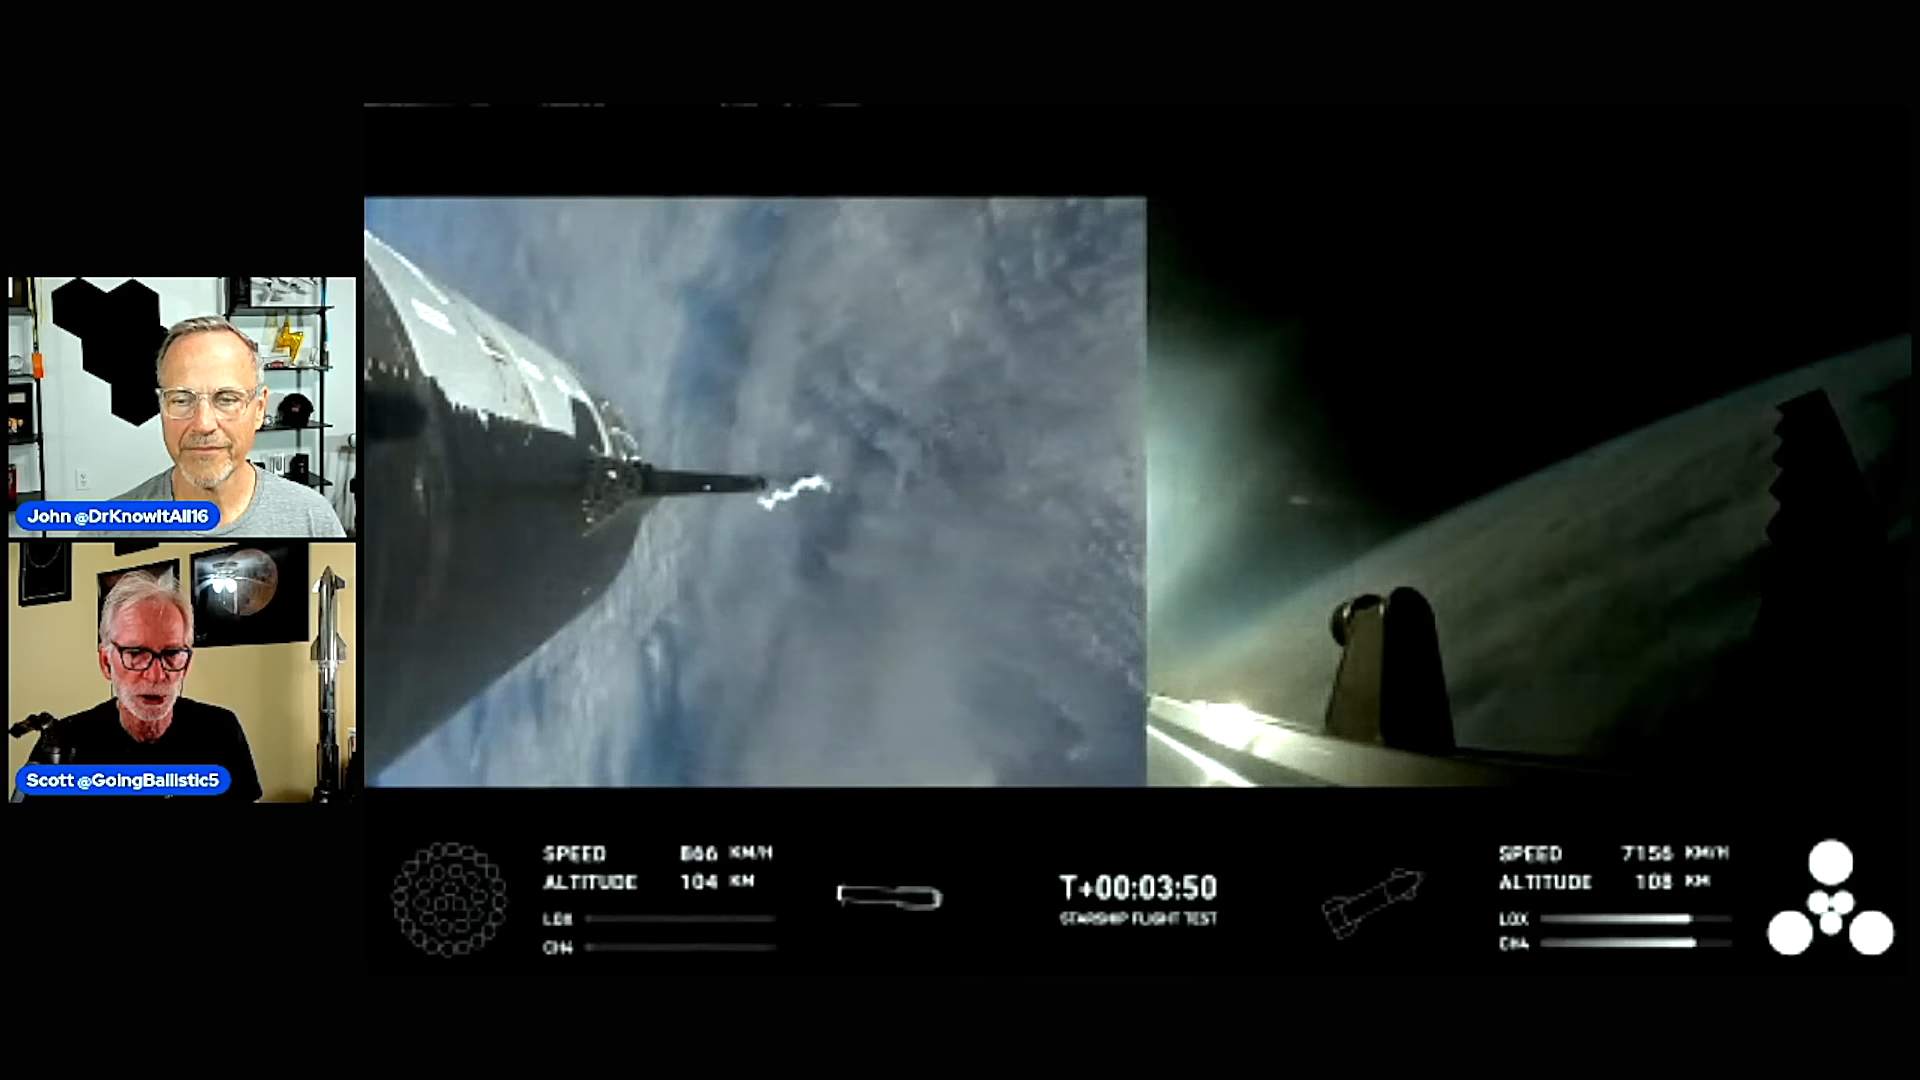 John @DrKnowItAll16
Scott @GoingBallistic5
SPEED 866 KM/H
ALTITUDE 104 KM
LOX
CH4
T+00:03:50
STARSHIP FLIGHT TEST
SPEED 7156 KM/H
ALTITUDE 108 KM
LOX
CH4